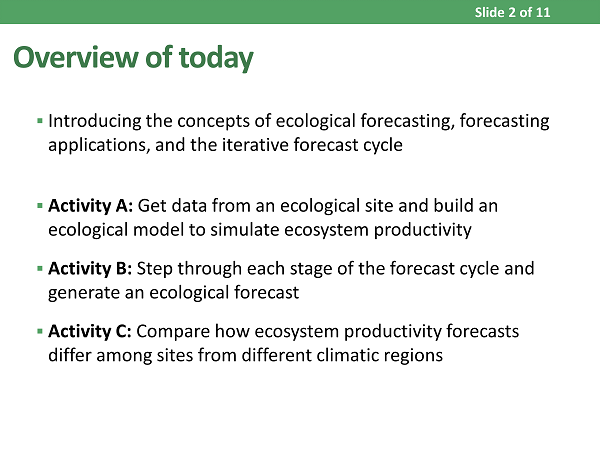 Slide 2 of 11
Overview of today
▪ Introducing the concepts of ecological forecasting, forecasting
applications, and the iterative forecast cycle
▪ Activity A: Get data from an ecological site and build an
ecological model to simulate ecosystem productivity
▪ Activity B: Step through each stage of the forecast cycle and
generate an ecological forecast
▪ Activity C: Compare how ecosystem productivity forecasts
differ among sites from different climatic regions